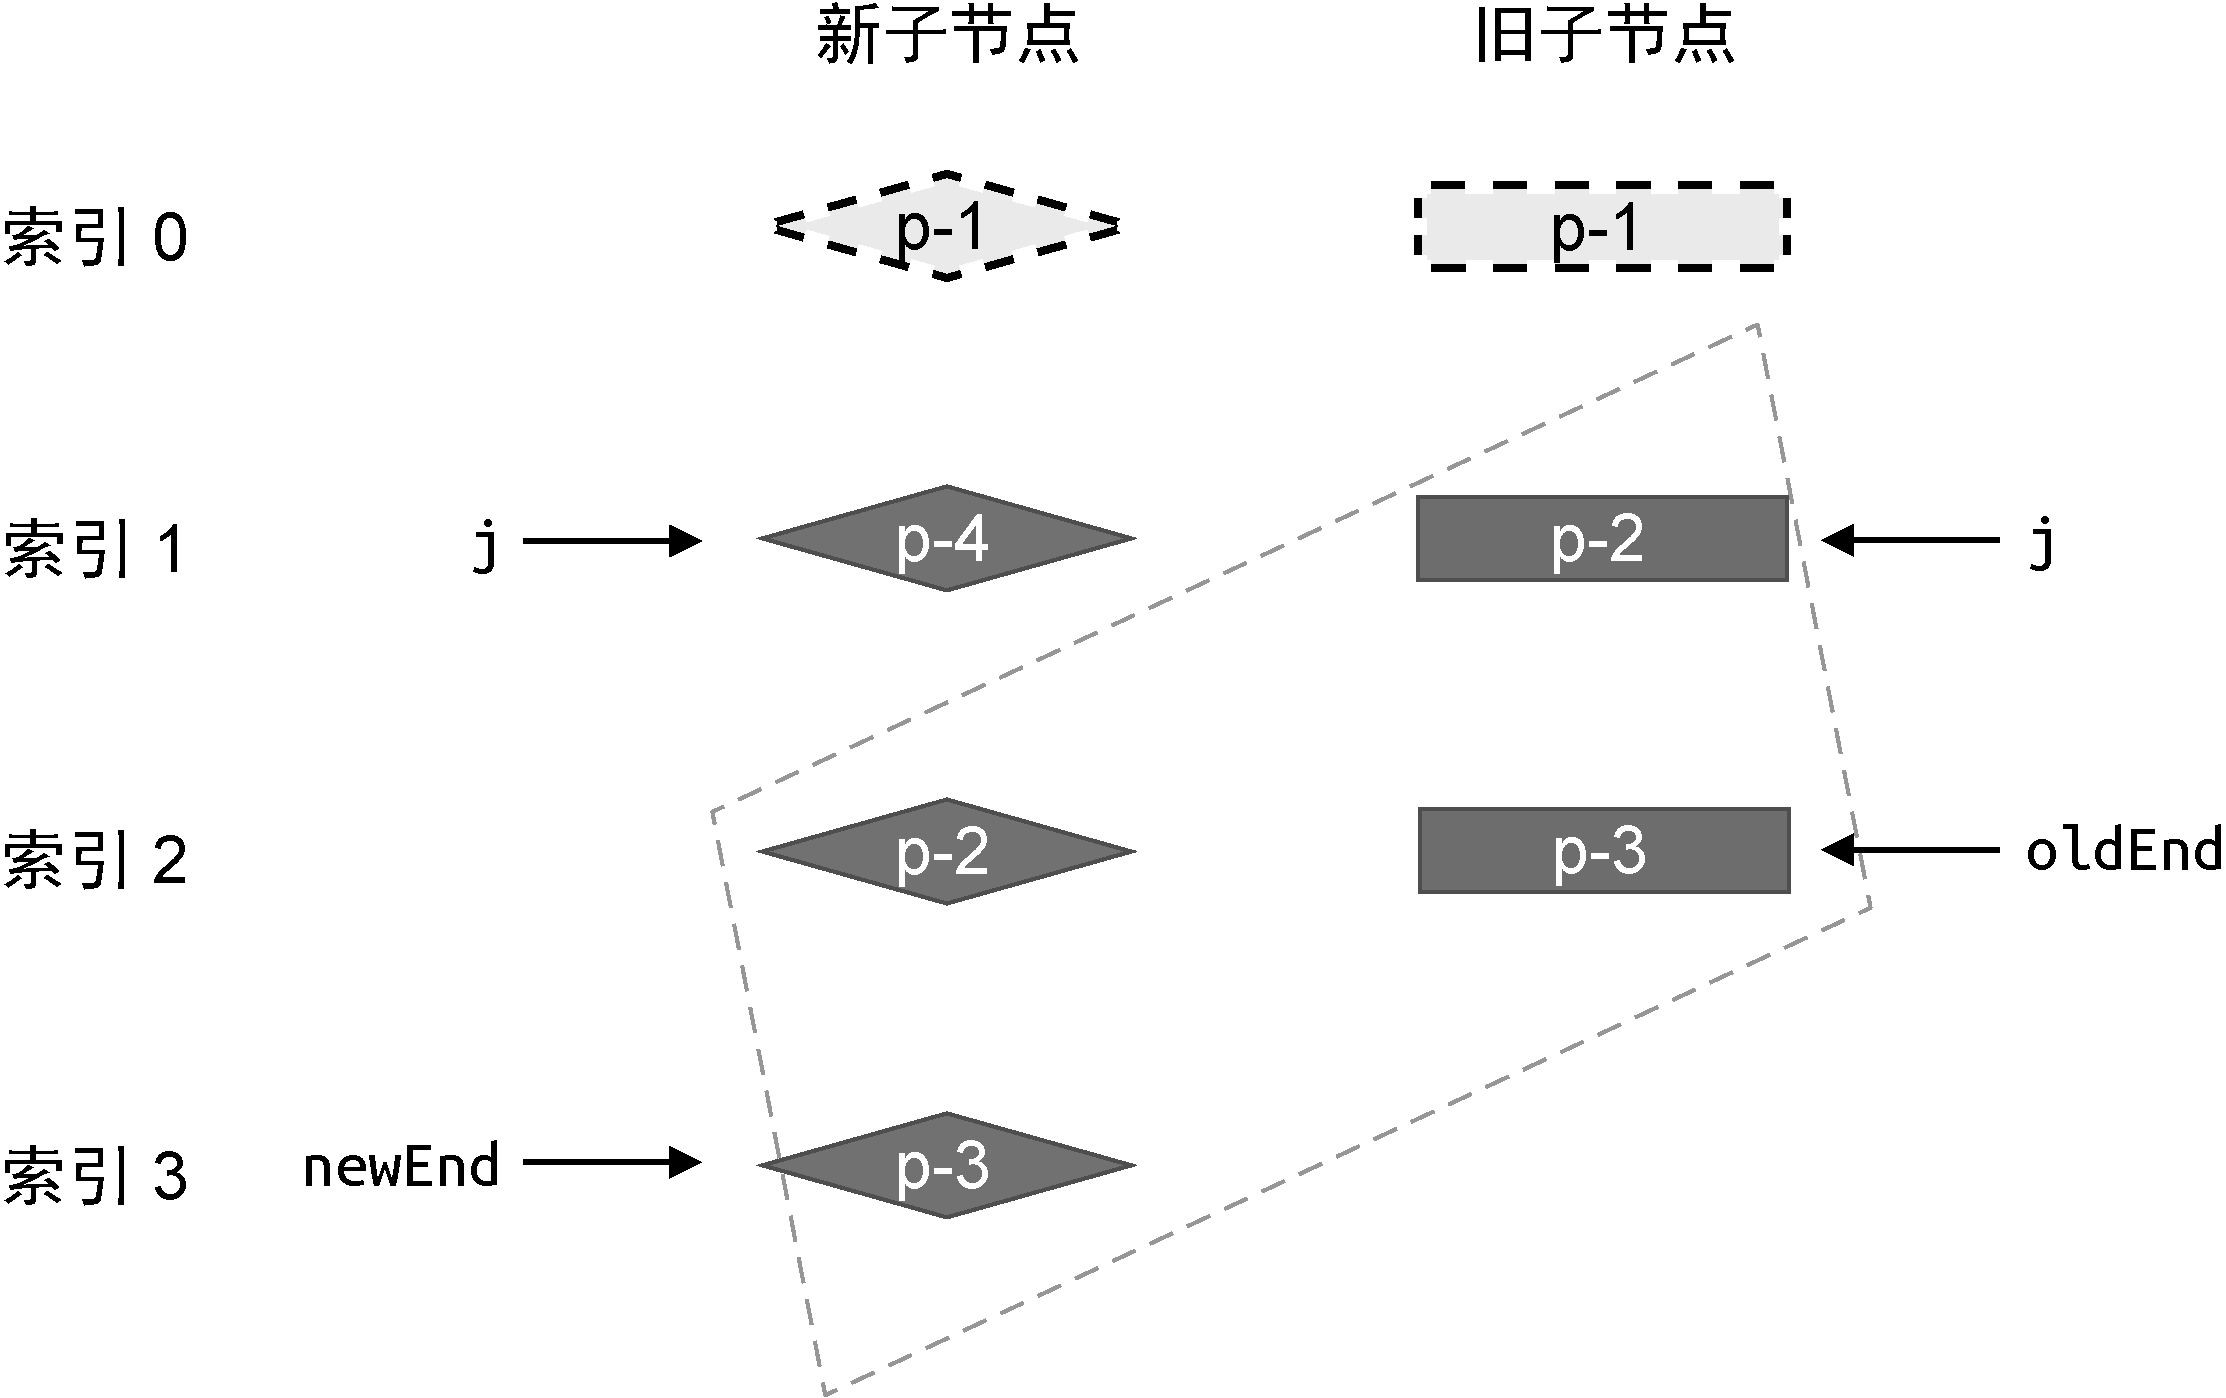 新子节点 旧子节点
索引 0 p-1 p-1
索引 1 j p-4 p-2 j
索引 2 p-2 p-3 oldEnd
索引 3 newEnd p-3